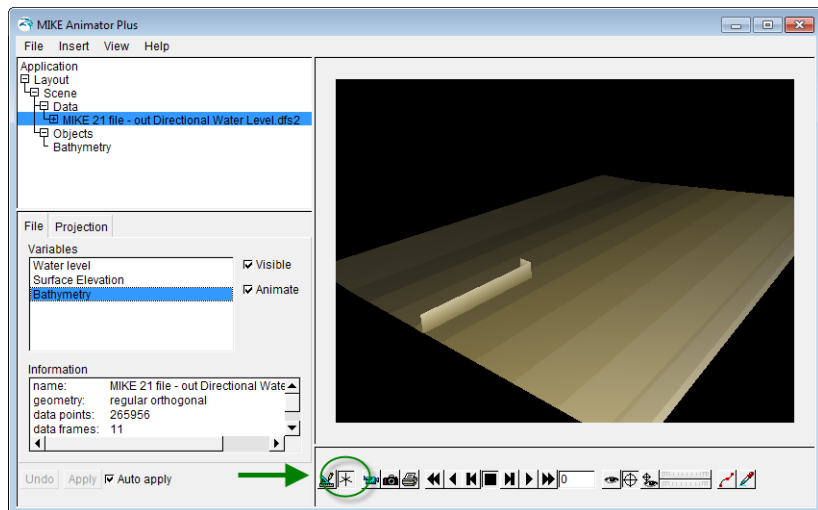 MIKE Animator Plus
File Insert View Help
Application
Layout
Scene
Data
MIKE 21 file - out Directional Water Level.dfs2
Objects
Bathymetry
File Projection
Variables
Water level
Surface Elevation
Bathymetry
Visible
Animate
Information
name: MIKE 21 file - out Directional Wate
geometry: regular orthogonal
data points: 265956
data frames: 11
Undo Apply Auto apply
0